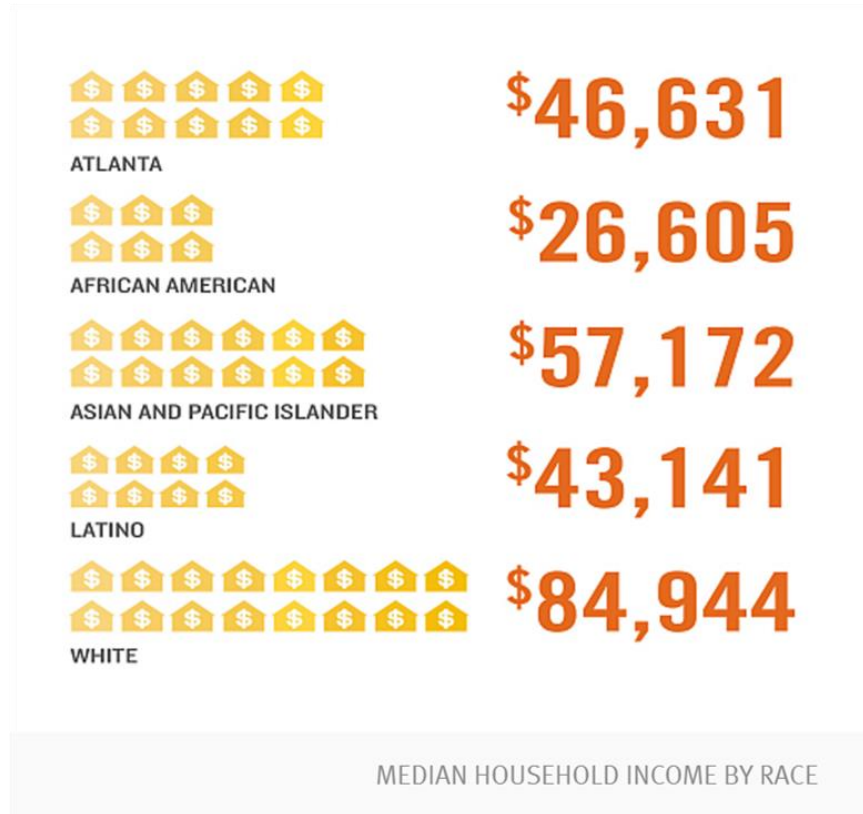 $46,631
ATLANTA
$26,605
AFRICAN AMERICAN
$57,172
ASIAN AND PACIFIC ISLANDER
$43,141
LATINO
$84,944
WHITE
MEDIAN HOUSEHOLD INCOME BY RACE